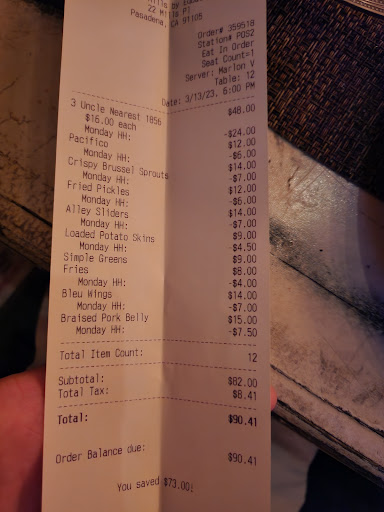 22 Mills Pl
Pasadena, CA 91105
Order# 359518
Station# POS2
Eat In Order
Seat Count=1
Server: Marlon V
Table: 12
Date: 3/13/23, 6:00 PM
3 Uncle Nearest 1856 $48.00
$16.00 each
Monday HH: -$24.00
Pacifico $12.00
Monday HH: -$6.00
Crispy Brussel Sprouts $14.00
Monday HH: -$7.00
Fried Pickles $12.00
Monday HH: -$6.00
Alley Sliders $14.00
Monday HH: -$7.00
Loaded Potato Skins $9.00
Monday HH: -$4.50
Simple Greens $9.00
Fries $8.00
Monday HH: -$4.00
Bleu Wings $14.00
Monday HH: -$7.00
Braised Pork Belly $15.00
Monday HH: -$7.50
Total Item Count: 12
Subtotal: $82.00
Total Tax: $8.41
Total: $90.41
Order Balance due: $90.41
You saved $73.00!